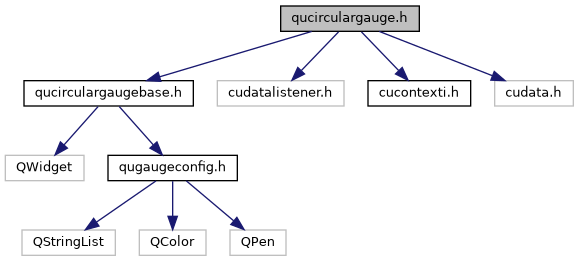 qucirculargauge.h
qucirculargaugebase.h
cudatalistener.h
cucontexti.h
cudata.h
QWidget
qugaugeconfig.h
QStringList
QColor
QPen